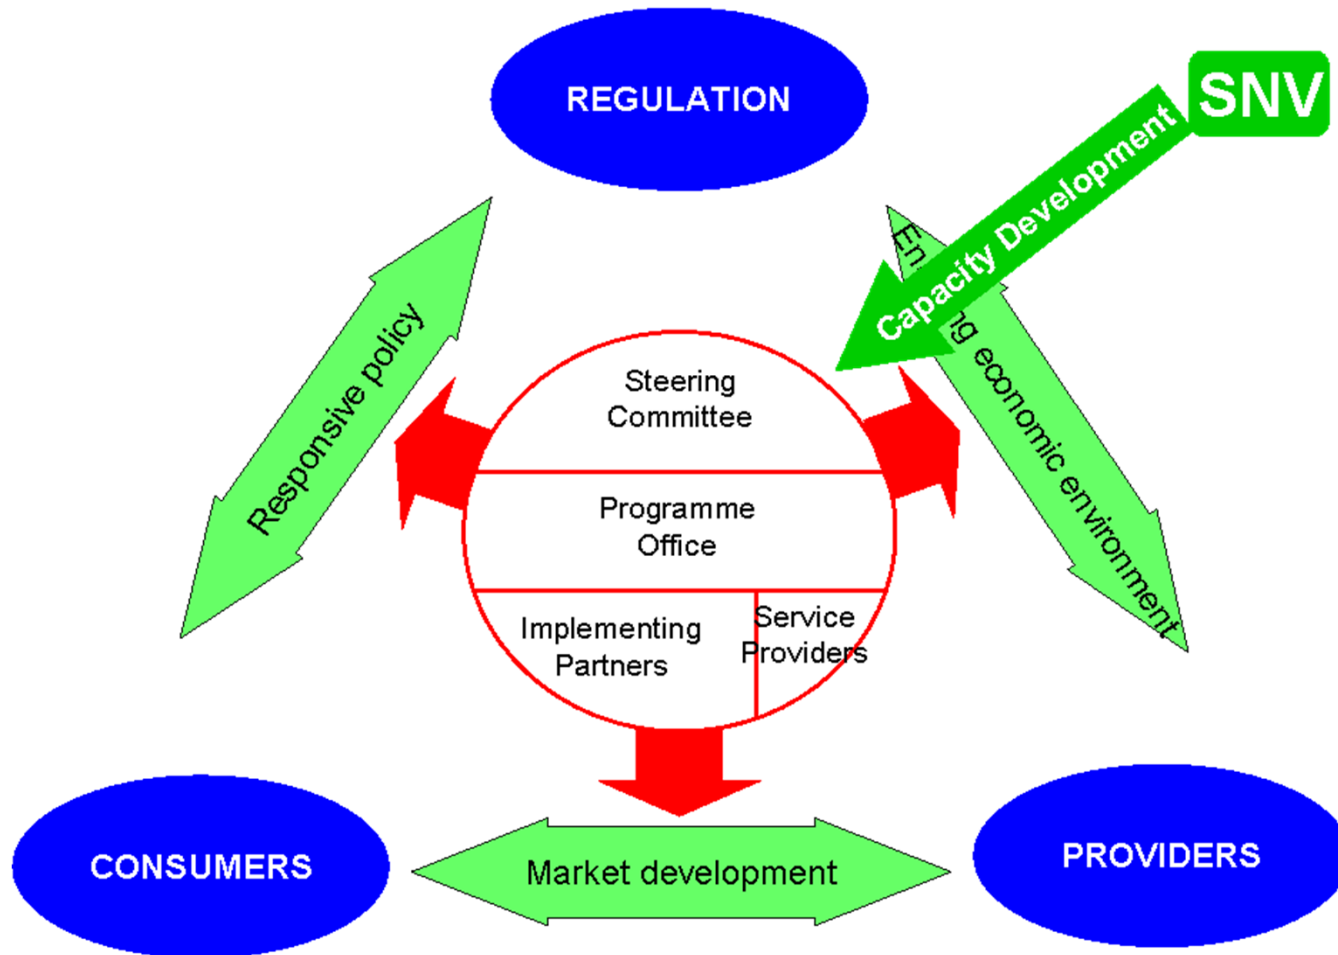 REGULATION
SNV
Capacity Development
Responsive policy
economic environment
Steering
Committee
Programme
Office
Implementing
Partners
Service
Providers
CONSUMERS
Market development
PROVIDERS